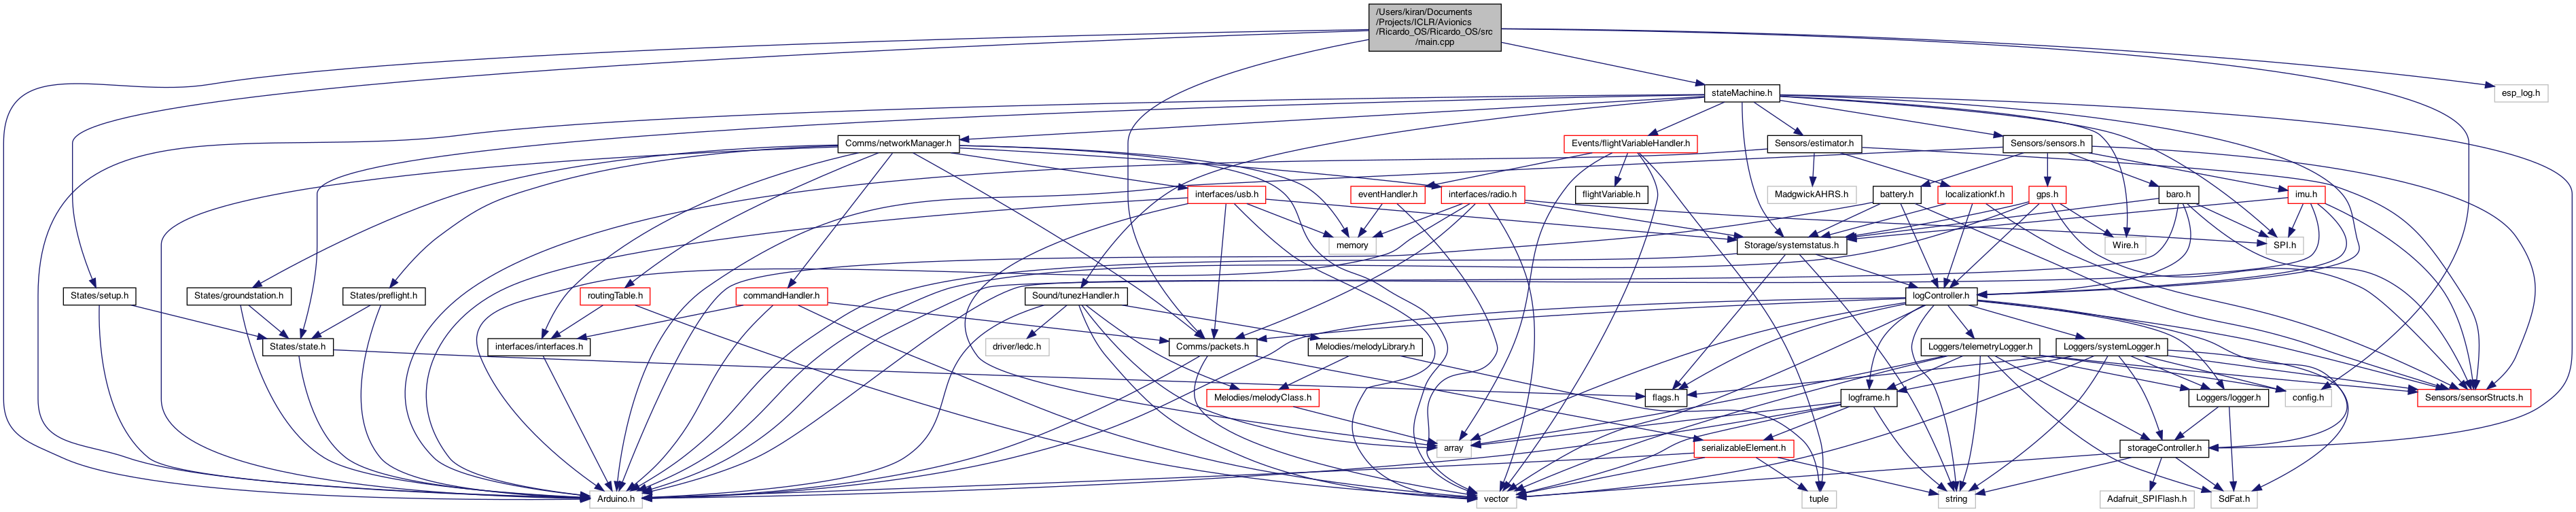 /Users/kiran/Documents
/Projects/ICLR/Avionics
/Ricardo_OS/Ricardo_OS/src
/main.cpp
stateMachine.h
esp_log.h
Comms/networkManager.h
Events/flightVariableHandler.h
Sensors/estimator.h
Sensors/sensors.h
interfaces/usb.h
eventHandler.h
interfaces/radio.h
flightVariable.h
MadgwickAHRS.h
battery.h
localizationkf.h
gps.h
baro.h
imu.h
memory
Storage/systemstatus.h
Wire.h
SPI.h
States/setup.h
States/groundstation.h
States/preflight.h
routingTable.h
commandHandler.h
Sound/tunezHandler.h
logController.h
States/state.h
interfaces/interfaces.h
driver/ledc.h
Comms/packets.h
Melodies/melodyLibrary.h
Loggers/telemetryLogger.h
Loggers/systemLogger.h
Melodies/melodyClass.h
flags.h
logframe.h
Loggers/logger.h
config.h
Sensors/sensorStructs.h
array
serializableElement.h
storageController.h
Arduino.h
vector
tuple
string
Adafruit_SPIFlash.h
SdFat.h